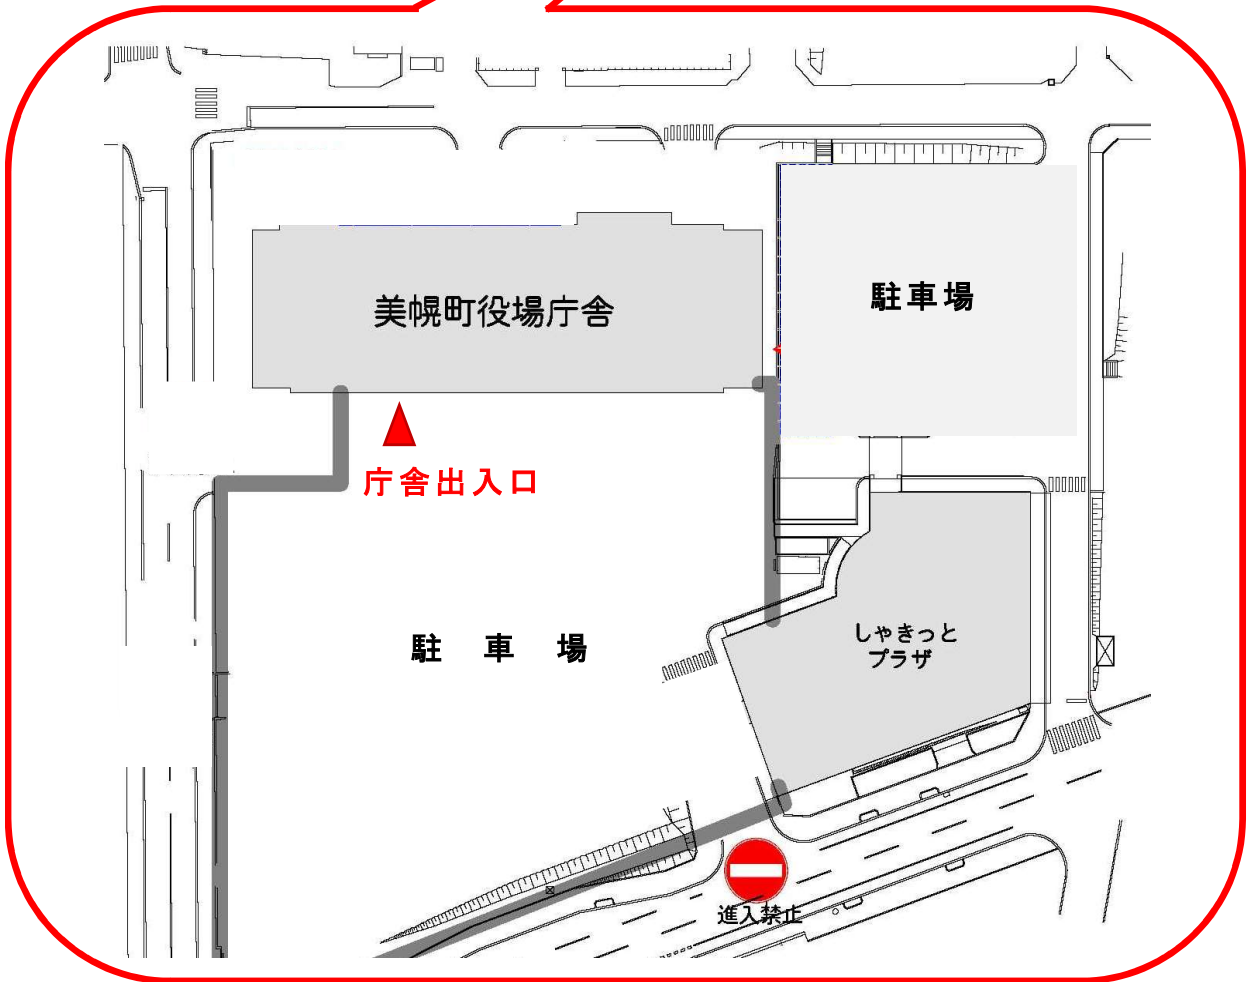 駐車場
美幌町役場庁舎
庁舎出入口
駐 車 場
しゃきっと
プラザ
進入禁止